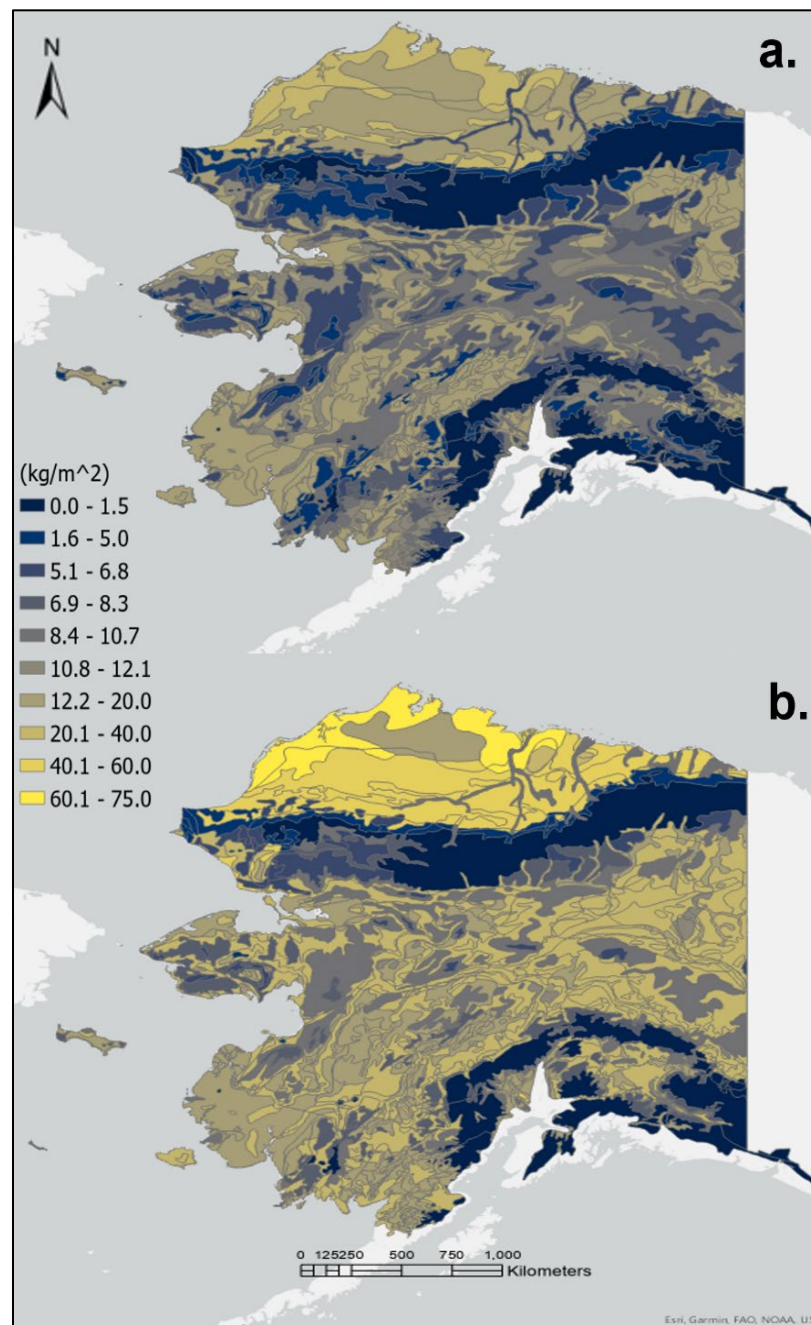 N
a.
(kg/m^2)
0.0 - 1.5
1.6 - 5.0
5.1 - 6.8
6.9 - 8.3
8.4 - 10.7
10.8 - 12.1
12.2 - 20.0
20.1 - 40.0
40.1 - 60.0
60.1 - 75.0
b.
0 125250 500 750 1,000
Kilometers
Esri, Garmin, FAO, NOAA, U